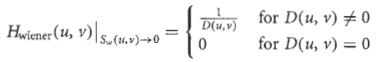 H_wiener(u, v)|_{S_w(u,v)→0} = { 1/D(u,v) for D(u, v) ≠ 0
0 for D(u, v) = 0